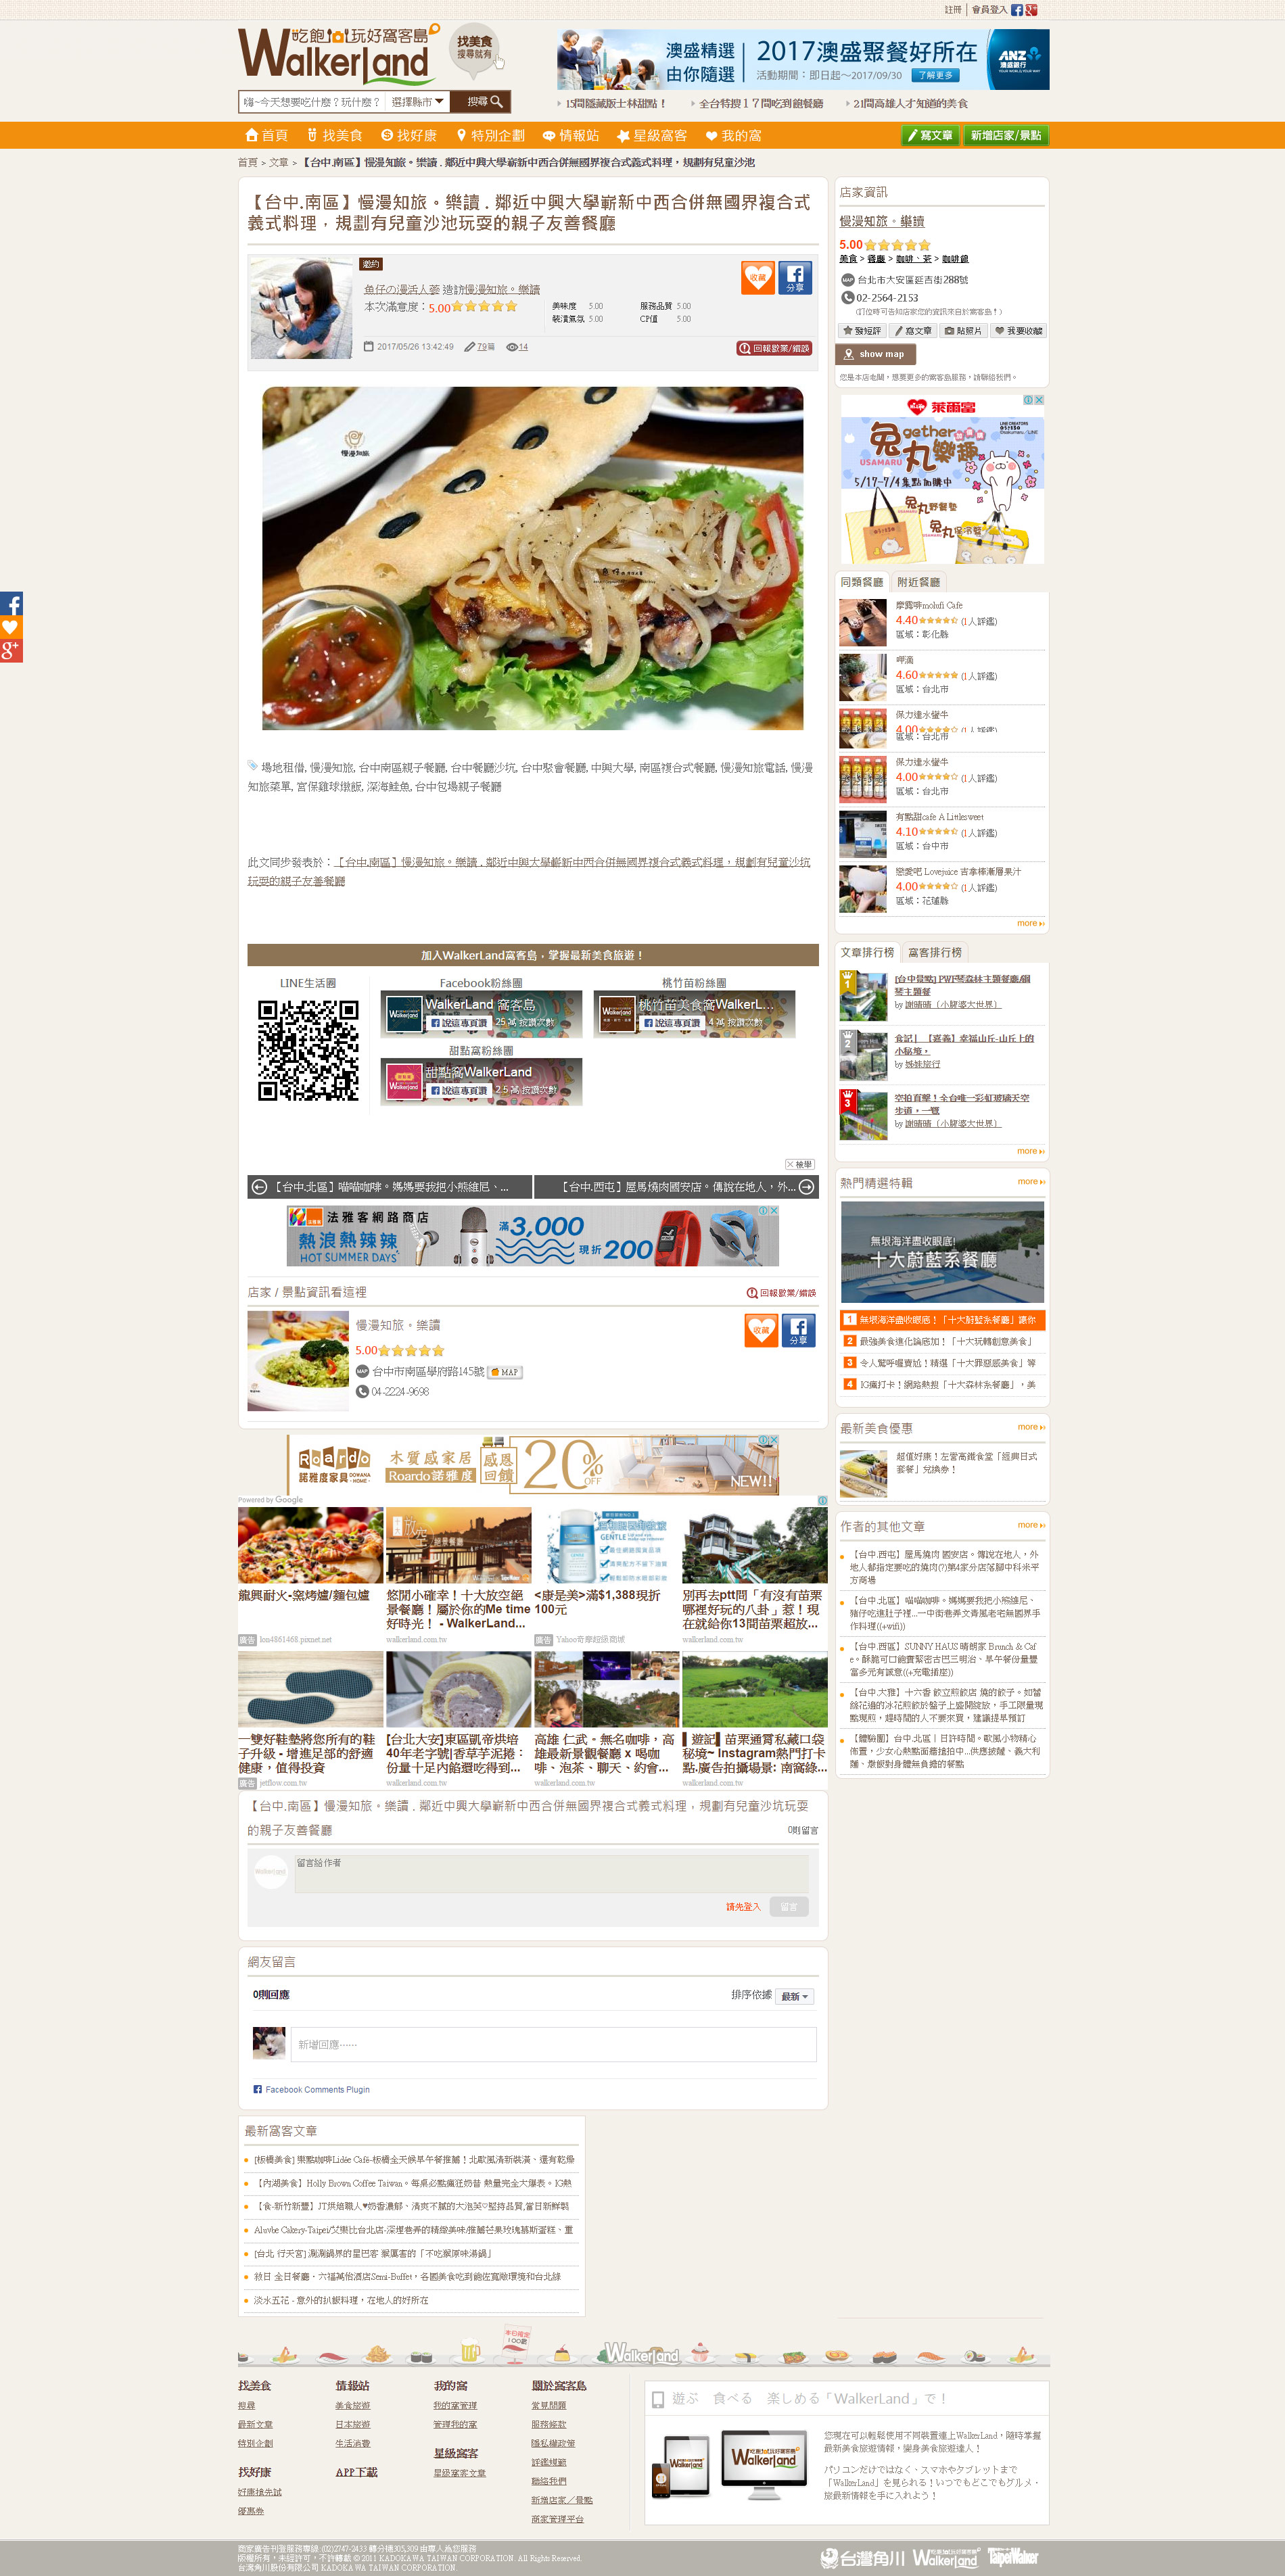 註冊 | 會員登入
吃飽 玩好窩客島
WalkerLand
找美食
搜尋就有
澳盛精選
由你隨選
2017澳盛聚餐好所在
活動期間：即日起～2017/09/30 了解更多
ANZ
嗨~今天想要吃什麼？玩什麼？ 選擇縣市 搜尋
15間隱藏版士林甜點！ 全台特搜１７間吃到飽餐廳 21間高雄人才知道的美食
首頁 找美食 找好康 特別企劃 情報站 星級窩客 我的窩 寫文章 新增店家/景點
首頁 > 文章 > 【台中.南區】慢漫知旅。樂讀 . 鄰近中興大學嶄新中西合併無國界複合式義式料理，規劃有兒童沙池
【台中.南區】慢漫知旅。樂讀 . 鄰近中興大學嶄新中西合併無國界複合式
義式料理，規劃有兒童沙池玩耍的親子友善餐廳
邀約
魚仔の漫活人蔘 造訪慢漫知旅。樂讀
本次滿意度：5.00
美味度 5.00 服務品質 5.00
裝潢氣氛 5.00 CP值 5.00
收藏 分享
2017/05/26 13:42:49 79篇 14
回報歇業/錯誤
慢漫知旅
場地租借, 慢漫知旅, 台中南區親子餐廳, 台中餐廳沙坑, 台中聚會餐廳, 中興大學, 南區複合式餐廳, 慢漫知旅電話, 慢漫
知旅菜單, 宮保雞球燉飯, 深海鮭魚, 台中包場親子餐廳
此文同步發表於：【台中.南區】慢漫知旅。樂讀 . 鄰近中興大學嶄新中西合併無國界複合式義式料理，規劃有兒童沙坑
玩耍的親子友善餐廳
加入WalkerLand窩客島，掌握最新美食旅遊！
LINE生活圈 Facebook粉絲團 桃竹苗粉絲團
WalkerLand 窩客島
說這專頁讚 25 萬 按讚次數
桃竹苗美食窩WalkerL...
說這專頁讚 4 萬 按讚次數
甜點窩粉絲團
甜點窩WalkerLand
說這專頁讚 2.5 萬 按讚次數
檢舉
【台中.北區】喵喵咖啡。媽媽要我把小熊維尼、...
【台中.西屯】屋馬燒肉國安店。傳說在地人，外...
法雅客網路商店
熱浪熱辣辣
HOT SUMMER DAYS
滿3,000 現折200
店家 / 景點資訊看這裡 回報歇業/錯誤
慢漫知旅。樂讀
5.00
台中市南區學府路145號 MAP
04-2224-9698
收藏 分享
Roardo
諾雅度家具
木質感家居
Roardo諾雅度
感恩回饋 20%OFF NEW!!
Powered by Google
龍興耐火-窯烤爐/麵包爐
廣告 lon4861468.pixnet.net
悠閒小確幸！十大放空絕
景餐廳！屬於你的Me time
好時光！ - WalkerLand...
walkerland.com.tw
<康是美>滿$1,388現折
100元
廣告 Yahoo奇摩超級商城
別再去ptt問「有沒有苗栗
哪裡好玩的八卦」惹！現
在就給你13間苗栗超放...
walkerland.com.tw
一雙好鞋墊將您所有的鞋
子升級 - 增進足部的舒適
健康，值得投資
廣告 jetflow.com.tw
[台北大安]東區凱帝烘培
40年老字號|香草芋泥捲：
份量十足內餡還吃得到...
walkerland.com.tw
高雄 仁武。無名咖啡，高
雄最新景觀餐廳 x 喝咖
啡、泡茶、聊天、約會...
walkerland.com.tw
▌遊記▌苗栗通霄私藏口袋
秘境~ Instagram熱門打卡
點.廣告拍攝場景: 南窩綠...
walkerland.com.tw
【台中.南區】慢漫知旅。樂讀 . 鄰近中興大學嶄新中西合併無國界複合式義式料理，規劃有兒童沙坑玩耍
的親子友善餐廳 0則留言
留言給作者
請先登入 留言
網友留言
0則回應 排序依據 最新
新增回應……
Facebook Comments Plugin
最新窩客文章
[板橋美食] 樂點咖啡Lidée Café-板橋全天候早午餐推薦！北歐風清新裝潢、還有乾燥
【內湖美食】Holly Brown Coffee Taiwan。每桌必點瘋狂奶昔 熱量完全大爆表。IG熱
【食-新竹新豐】JT烘焙職人♥奶香濃郁、清爽不膩的大泡芙♡堅持品質,當日新鮮製
Aluvbe Cakery-Taipei/艾樂比台北店-深埋巷弄的精緻美味/推薦芒果玫瑰慕斯蛋糕、重
[台北 行天宮] 涮涮鍋界的星巴客 猴厲害的「不吃猴原味湯鍋」
敘日 全日餐廳．六福萬怡酒店Semi-Buffet，各國美食吃到飽佐寬敞環境和台北綠
淡水五花 - 意外的扒飯料理，在地人的好所在
店家資訊
慢漫知旅。樂讀
5.00
美食 > 餐廳 > 咖啡、茶 > 咖啡館
台北市大安區延吉街288號
02-2564-2153
(訂位時可告知店家您的資訊來自於窩客島！)
發短評 寫文章 貼照片 我要收藏
show map
您是本店老闆，想要更多的窩客島服務，請聯絡我們。
萊爾富
兔丸gether樂趣
USAMARU
5/17-7/4集點加購中
兔丸野餐墊
兔丸保冷袋
同類餐廳 附近餐廳
摩露啡molufi Cafe
4.40 (1人評鑑)
區域：彰化縣
呷滴
4.60 (1人評鑑)
區域：台北市
保力達水蠻牛
4.00 (1人評鑑)
區域：台北市
保力達水蠻牛
4.00 (1人評鑑)
區域：台北市
有點甜cafe A Littlesweet
4.10 (1人評鑑)
區域：台中市
戀愛吧 Lovejuice 吉拿棒漸層果汁
4.00 (1人評鑑)
區域：花蓮縣
more
文章排行榜 窩客排行榜
1 [台中景點] PWF琴森林主題餐廳/鋼
琴主題餐
by 謝晴晴〔小腹婆大世界〕
2 食記｜【嘉義】幸福山丘-山丘上的
小秘境，
by 姊妹旅行
3 空拍直擊！全台唯一彩虹玻璃天空
步道，一覽
by 謝晴晴〔小腹婆大世界〕
more
熱門精選特輯 more
無垠海洋盡收眼底!
十大蔚藍系餐廳
1 無垠海洋盡收眼底！「十大蔚藍系餐廳」讓你
2 最強美食進化論底加！「十大玩轉創意美食」
3 令人驚呼囉賣尬！精選「十大罪惡感美食」等
4 IG瘋打卡！網路熱搜「十大森林系餐廳」，美
最新美食優惠 more
超值好康！左營高鐵食堂「經典日式
套餐」兌換券！
作者的其他文章 more
【台中.西屯】屋馬燒肉 國安店。傳說在地人，外
地人都指定要吃的燒肉(?)第4家分店落腳中科米平
方商場
【台中.北區】喵喵咖啡。媽媽要我把小熊維尼、
豬仔吃進肚子裡...一中街巷弄文青風老宅無國界手
作料理((+wifi))
【台中.西區】SUNNY HAUS 晴朗家 Brunch & Caf
e。酥脆可口飽實緊密古巴三明治、早午餐份量豐
富多元有誠意((+充電插座))
【台中.大雅】十六香 餃立煎餃店 燒的餃子。如蕾
絲花邊的冰花煎餃於盤子上盛開綻放，手工限量現
點現煎，趕時間的人不要來買，建議提早預訂
【體驗團】台中.北區｜日許時間。歐風小物精心
佈置，少女心熱點面牆搶拍中...供應披薩、義大利
麵、燉飯對身體無負擔的餐點
找美食 情報站 我的窩 關於窩客島
搜尋 美食旅遊 我的窩管理 常見問題
最新文章 日本旅遊 管理我的窩 服務條款
特別企劃 生活消費 隱私權政策
星級窩客 評鑑規範
找好康 APP下載 星級窩客文章 聯絡我們
好康搶先試 新增店家／景點
優惠券 商家管理平台
遊ぶ 食べる 楽しめる「WalkerLand」で！
您現在可以輕鬆使用不同裝置連上WalkerLand，隨時掌握
最新美食旅遊情報，變身美食旅遊達人！
パソコンだけではなく、スマホやタブレットまで
「WalkerLand」を見られる！いつでもどこでもグルメ・
旅最新情報を手に入れよう！
商家廣告刊登服務專線:(02)2747-2433 轉分機305,309 由專人為您服務
版權所有，未經許可，不許轉載 © 2011 KADOKAWA TAIWAN CORPORATION. All Rights Reserved.
台灣角川股份有限公司 KADOKAWA TAIWAN CORPORATION.
台灣角川 WalkerLand TaipeiWalker